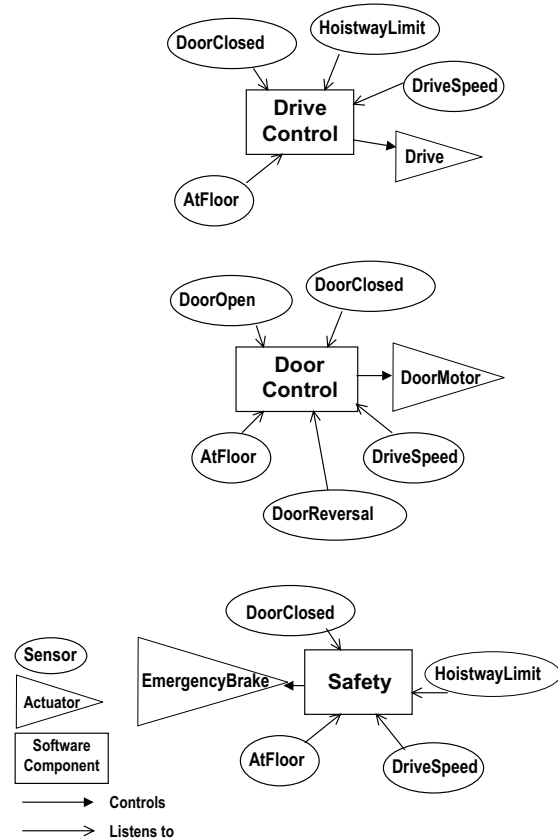 DoorClosed
HoistwayLimit
DriveSpeed
Drive
Control
Drive
AtFloor
DoorOpen
DoorClosed
Door
Control
DoorMotor
AtFloor
DriveSpeed
DoorReversal
DoorClosed
Sensor
EmergencyBrake
Safety
HoistwayLimit
Actuator
AtFloor
DriveSpeed
Software
Component
Controls
Listens to